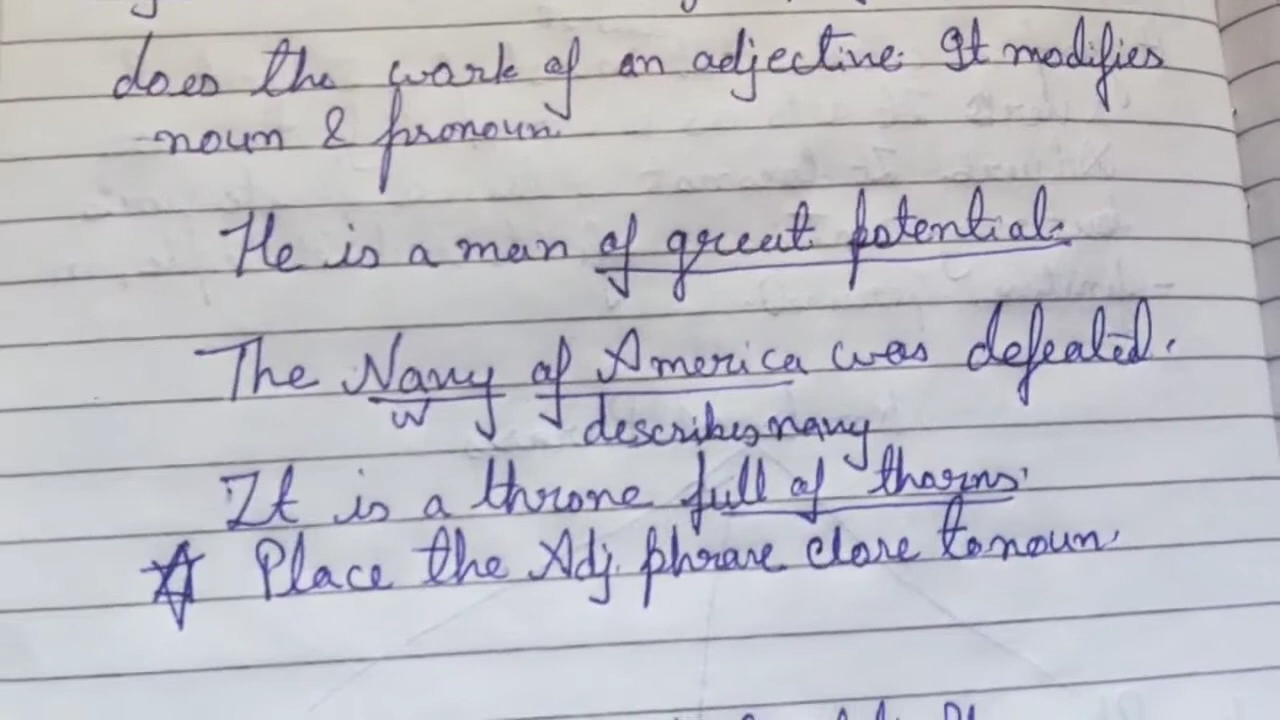 does the work of an adjective. It modifies
noun & pronoun.
He is a man of great potential.
The Navy of America was defeated.
describes navy
It is a throne full of thorns.
☆ Place the Adj. phrase close to noun.